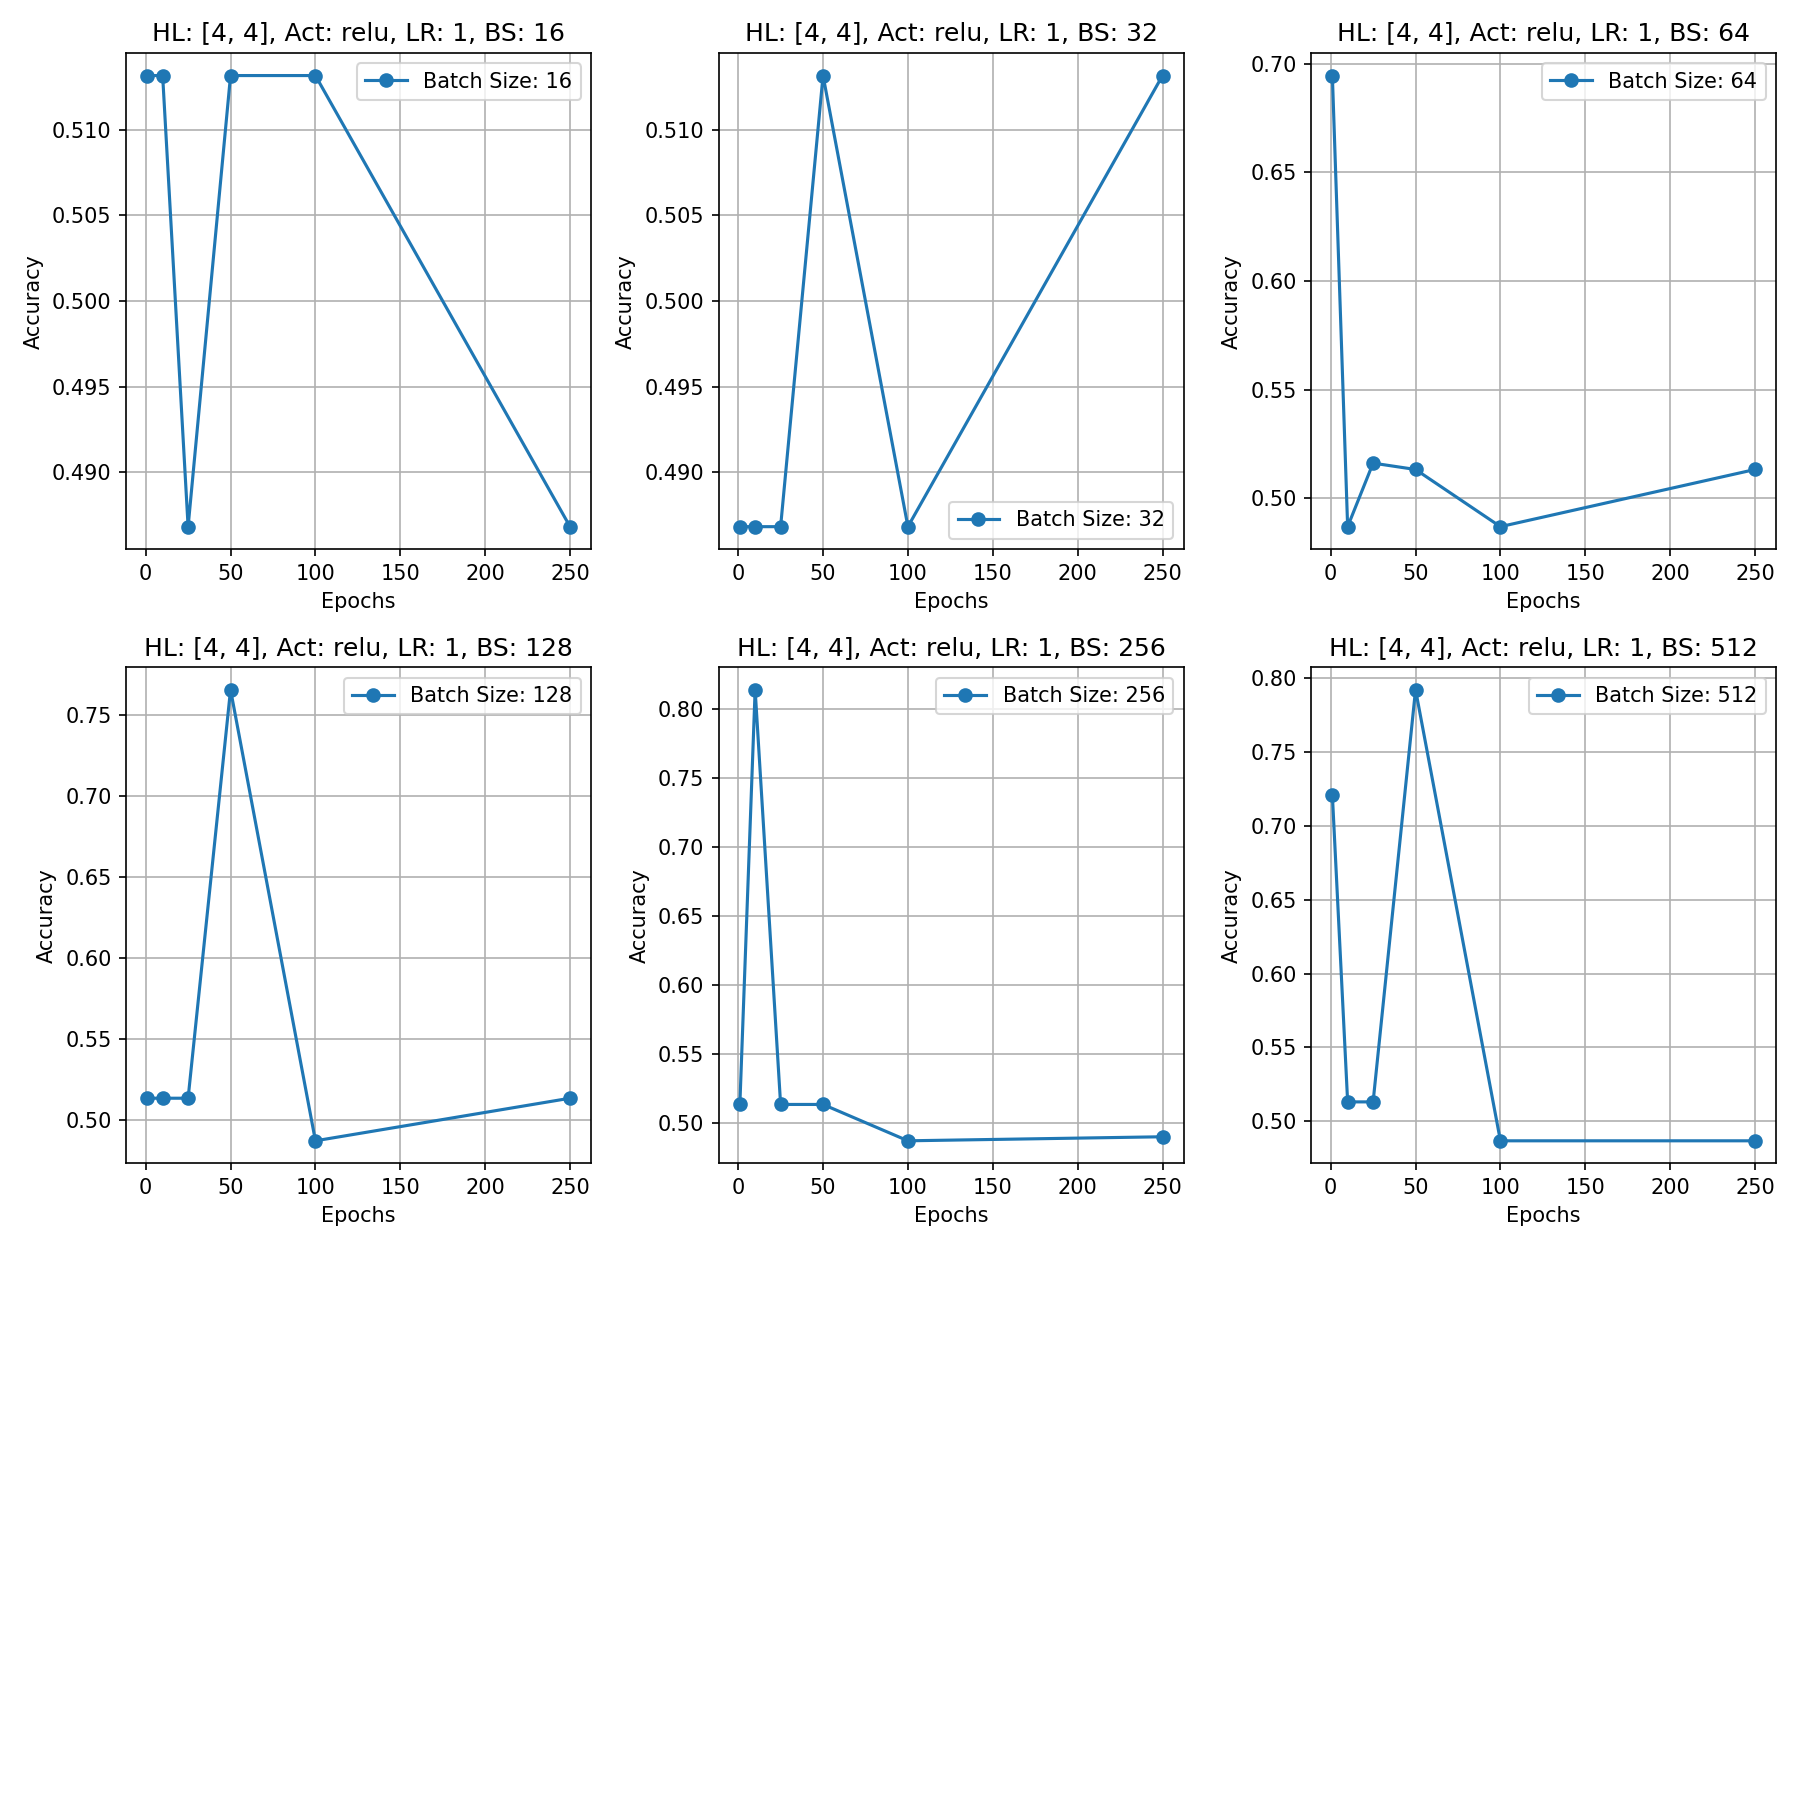 HL: [4, 4], Act: relu, LR: 1, BS: 16
Batch Size: 16
0.510
0.505
0.500
0.495
0.490
Accuracy
0 50 100 150 200 250
Epochs
HL: [4, 4], Act: relu, LR: 1, BS: 32
0.510
0.505
0.500
0.495
0.490
Accuracy
Batch Size: 32
0 50 100 150 200 250
Epochs
HL: [4, 4], Act: relu, LR: 1, BS: 64
Batch Size: 64
0.70
0.65
0.60
0.55
0.50
Accuracy
0 50 100 150 200 250
Epochs
HL: [4, 4], Act: relu, LR: 1, BS: 128
Batch Size: 128
0.75
0.70
0.65
0.60
0.55
0.50
Accuracy
0 50 100 150 200 250
Epochs
HL: [4, 4], Act: relu, LR: 1, BS: 256
Batch Size: 256
0.80
0.75
0.70
0.65
0.60
0.55
0.50
Accuracy
0 50 100 150 200 250
Epochs
HL: [4, 4], Act: relu, LR: 1, BS: 512
Batch Size: 512
0.80
0.75
0.70
0.65
0.60
0.55
0.50
Accuracy
0 50 100 150 200 250
Epochs